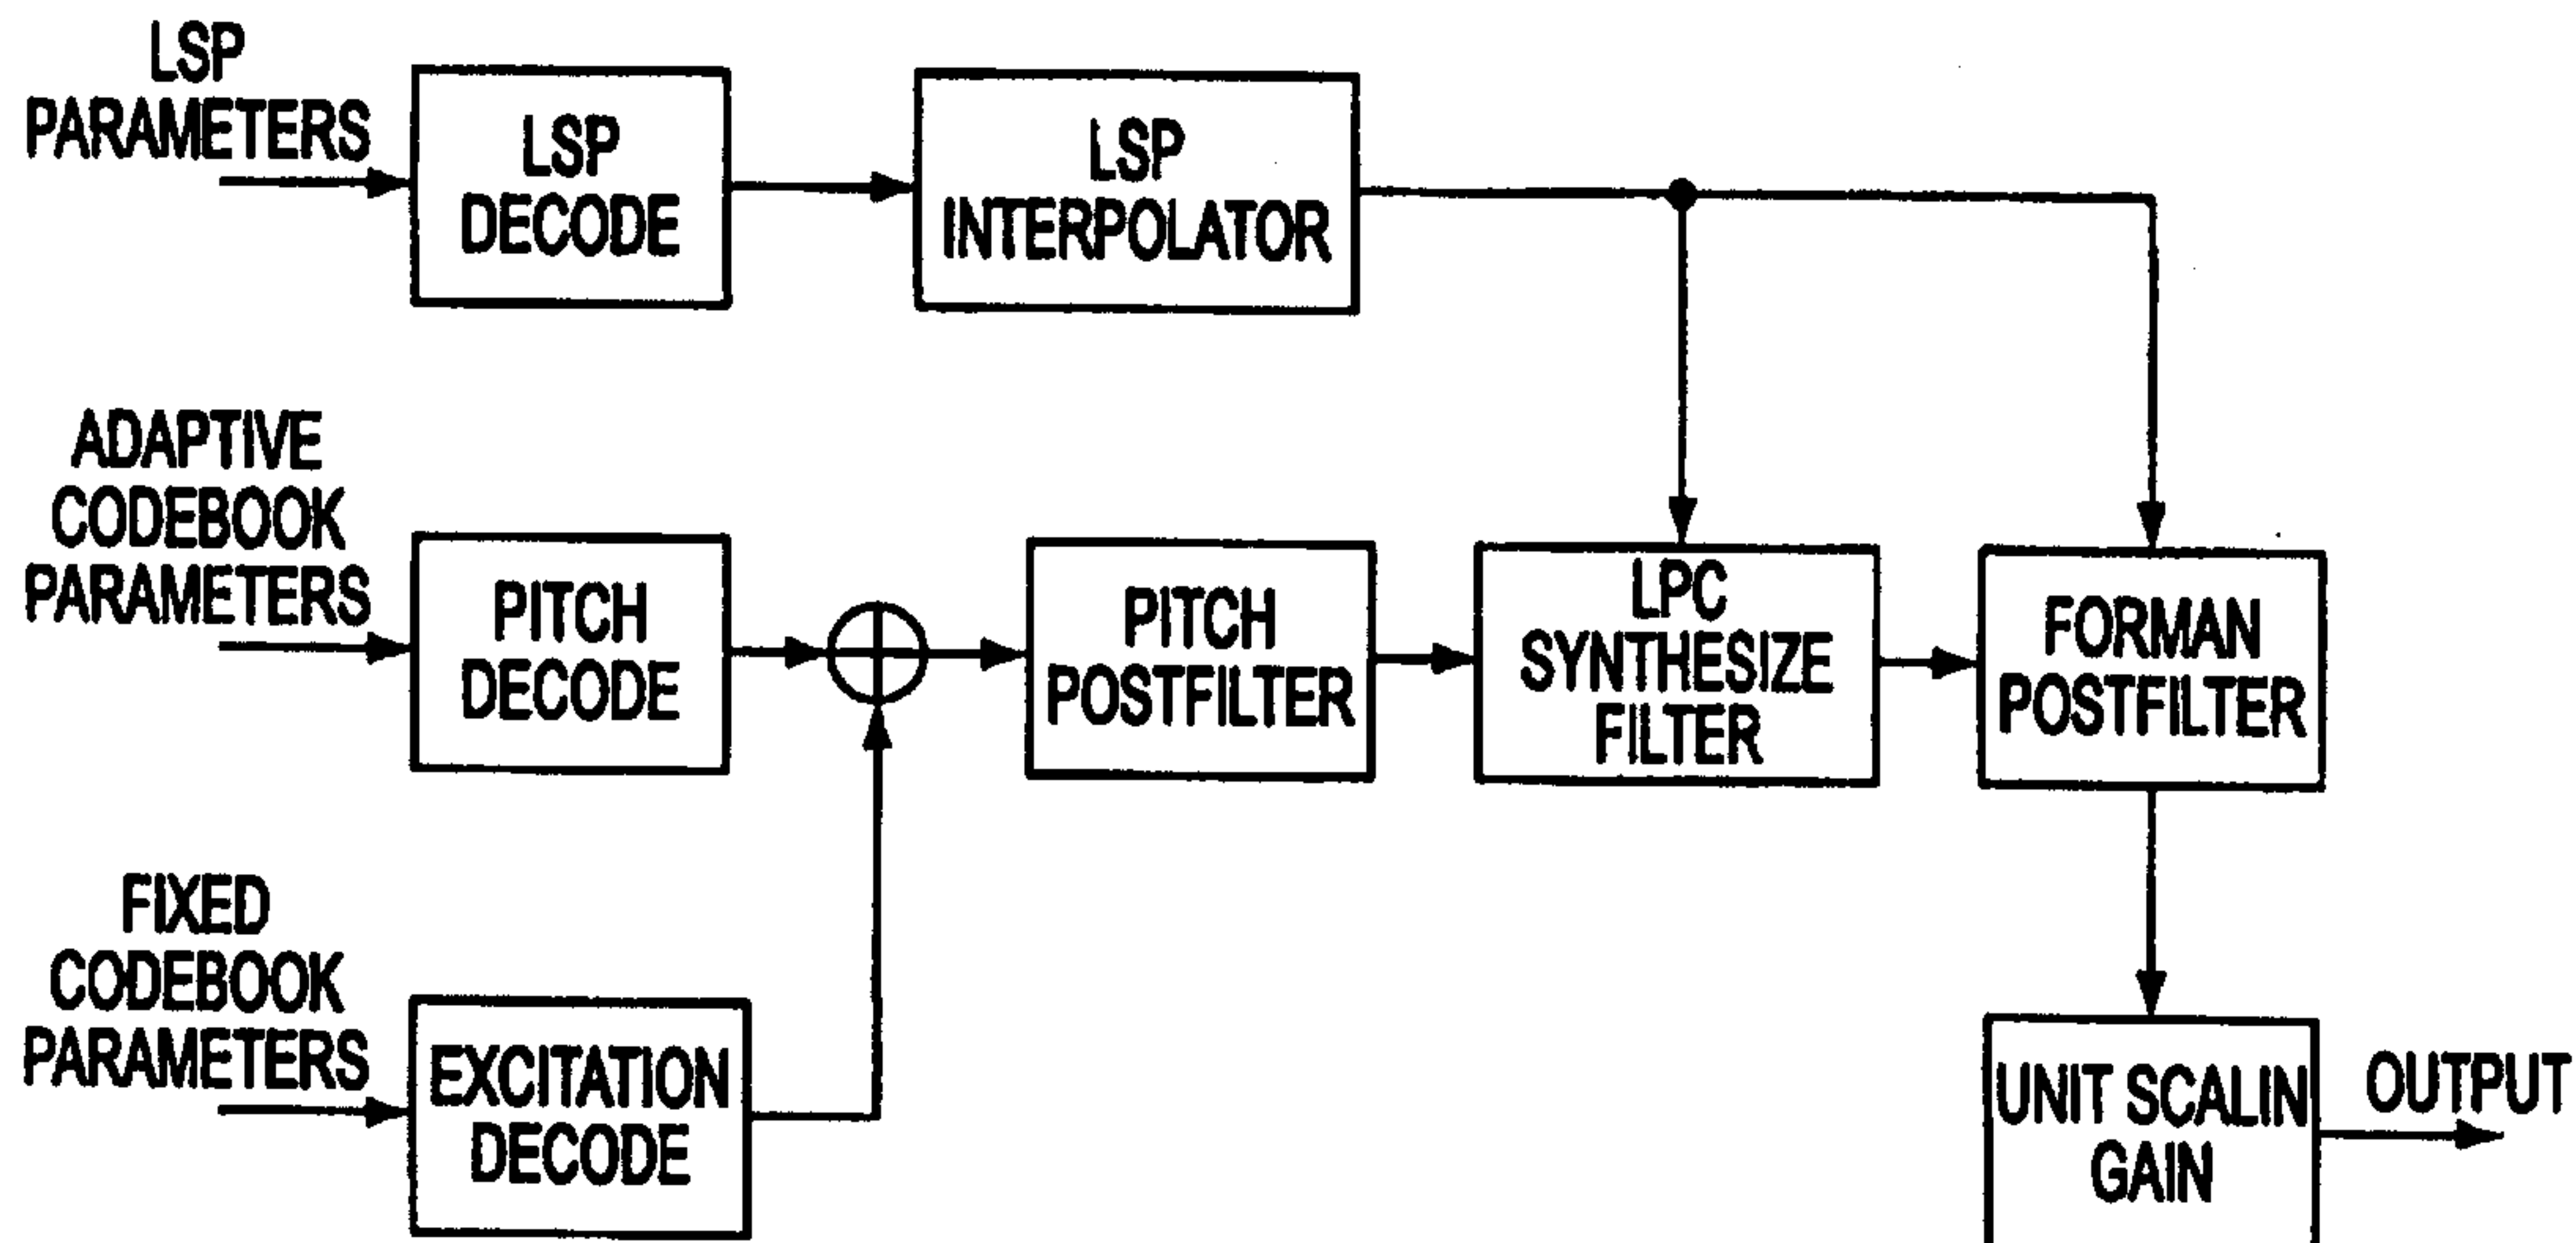 LSP
PARAMETERS
LSP
DECODE
LSP
INTERPOLATOR
ADAPTIVE
CODEBOOK
PARAMETERS
PITCH
DECODE
PITCH
POSTFILTER
LPC
SYNTHESIZE
FILTER
FORMAN
POSTFILTER
FIXED
CODEBOOK
PARAMETERS
EXCITATION
DECODE
UNIT SCALIN
GAIN
OUTPUT